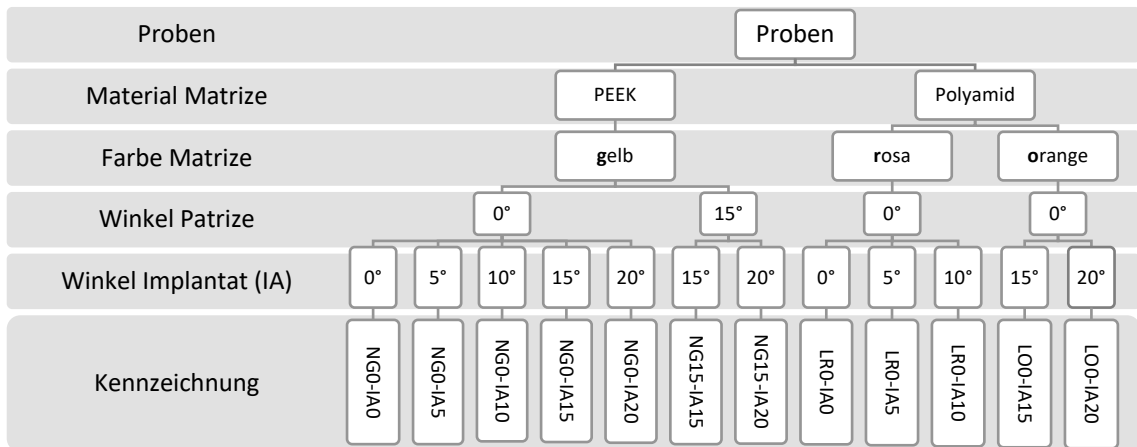 Proben
Proben
Material Matrize
PEEK
Polyamid
Farbe Matrize
gelb
rosa
orange
Winkel Patrize
0°
15°
0°
0°
Winkel Implantat (IA)
0°
5°
10°
15°
20°
15°
20°
0°
5°
10°
15°
20°
Kennzeichnung
NG0-IA0
NG0-IA5
NG0-IA10
NG0-IA15
NG0-IA20
NG15-IA15
NG15-IA20
LR0-IA0
LR0-IA5
LR0-IA10
LO0-IA15
LO0-IA20